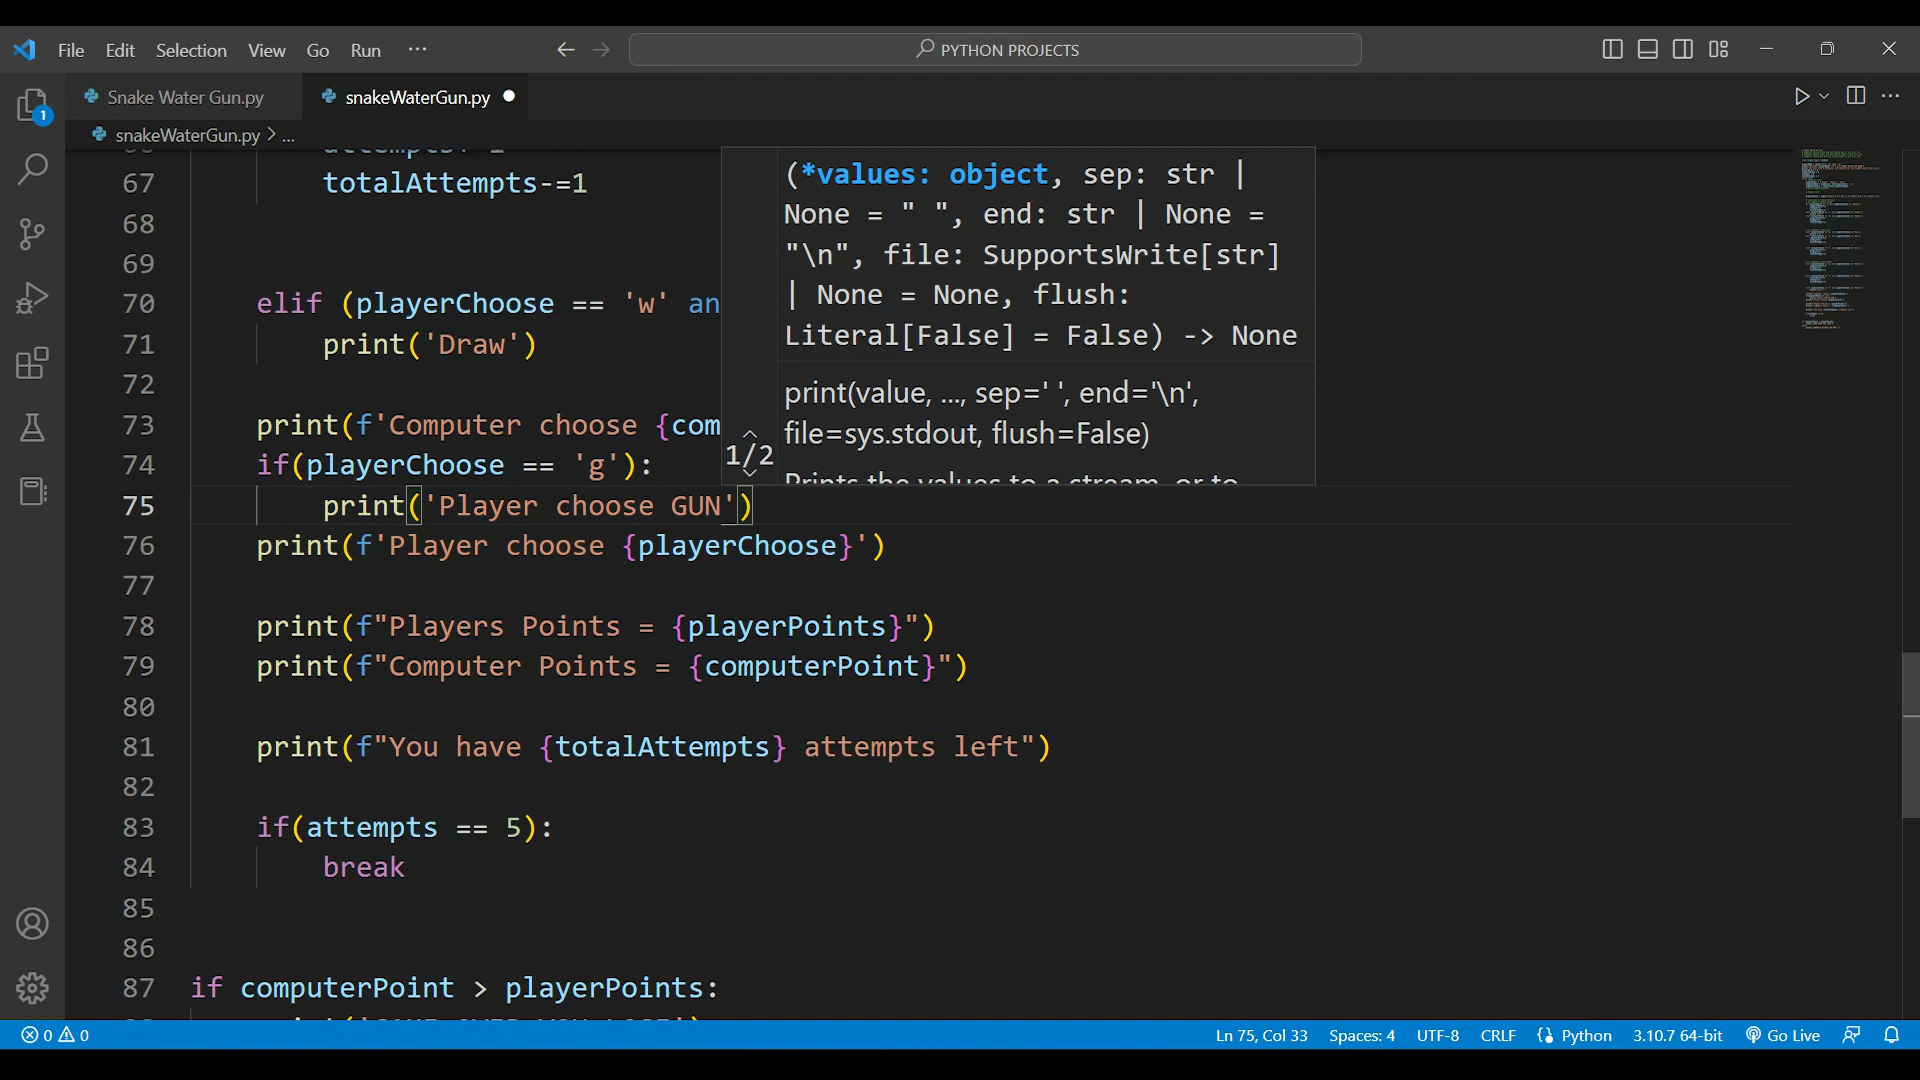 File Edit Selection View Go Run ···
PYTHON PROJECTS
Snake Water Gun.py
snakeWaterGun.py
snakeWaterGun.py > ...
1
67 totalAttempts-=1
68
69
70 elif (playerChoose == 'w' an
71 print('Draw')
72
73 print(f'Computer choose {com
74 if(playerChoose == 'g'):
75 print('Player choose GUN')
76 print(f'Player choose {playerChoose}')
77
78 print(f"Players Points = {playerPoints}")
79 print(f"Computer Points = {computerPoint}")
80
81 print(f"You have {totalAttempts} attempts left")
82
83 if(attempts == 5):
84 break
85
86
87 if computerPoint > playerPoints:
(*values: object, sep: str |
None = " ", end: str | None =
"\n", file: SupportsWrite[str]
| None = None, flush:
Literal[False] = False) -> None
print(value, ..., sep=' ', end='\n',
file=sys.stdout, flush=False)
Prints the values to a stream, or to
1/2
0 0
Ln 75, Col 33 Spaces: 4 UTF-8 CRLF Python 3.10.7 64-bit Go Live